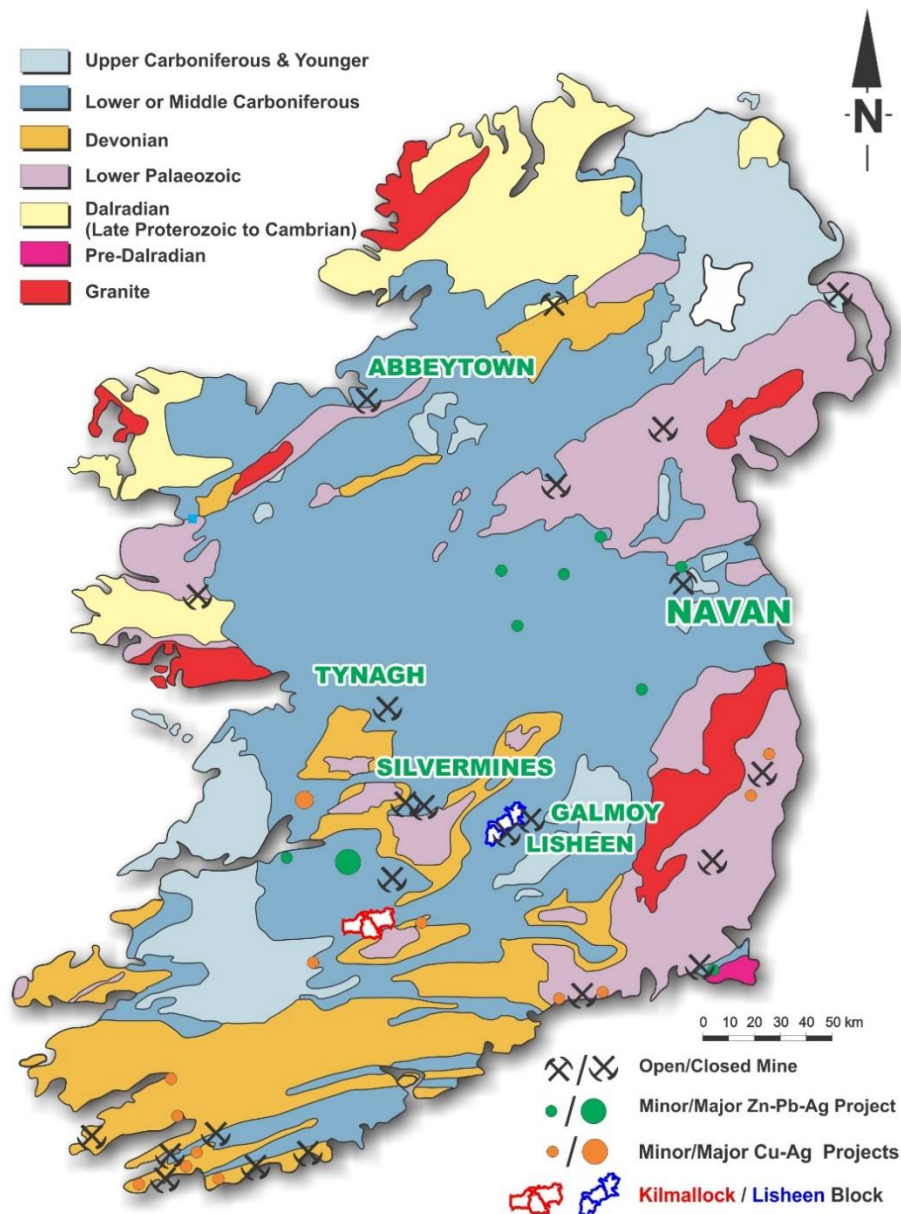 Upper Carboniferous & Younger
Lower or Middle Carboniferous
Devonian
Lower Palaeozoic
Dalradian
(Late Proterozoic to Cambrian)
Pre-Dalradian
Granite
N
ABBEYTOWN
NAVAN
TYNAGH
SILVERMINES
GALMOY
LISHEEN
0 10 20 30 40 50 km
Open/Closed Mine
Minor/Major Zn-Pb-Ag Project
Minor/Major Cu-Ag Projects
Kilmallock / Lisheen Block